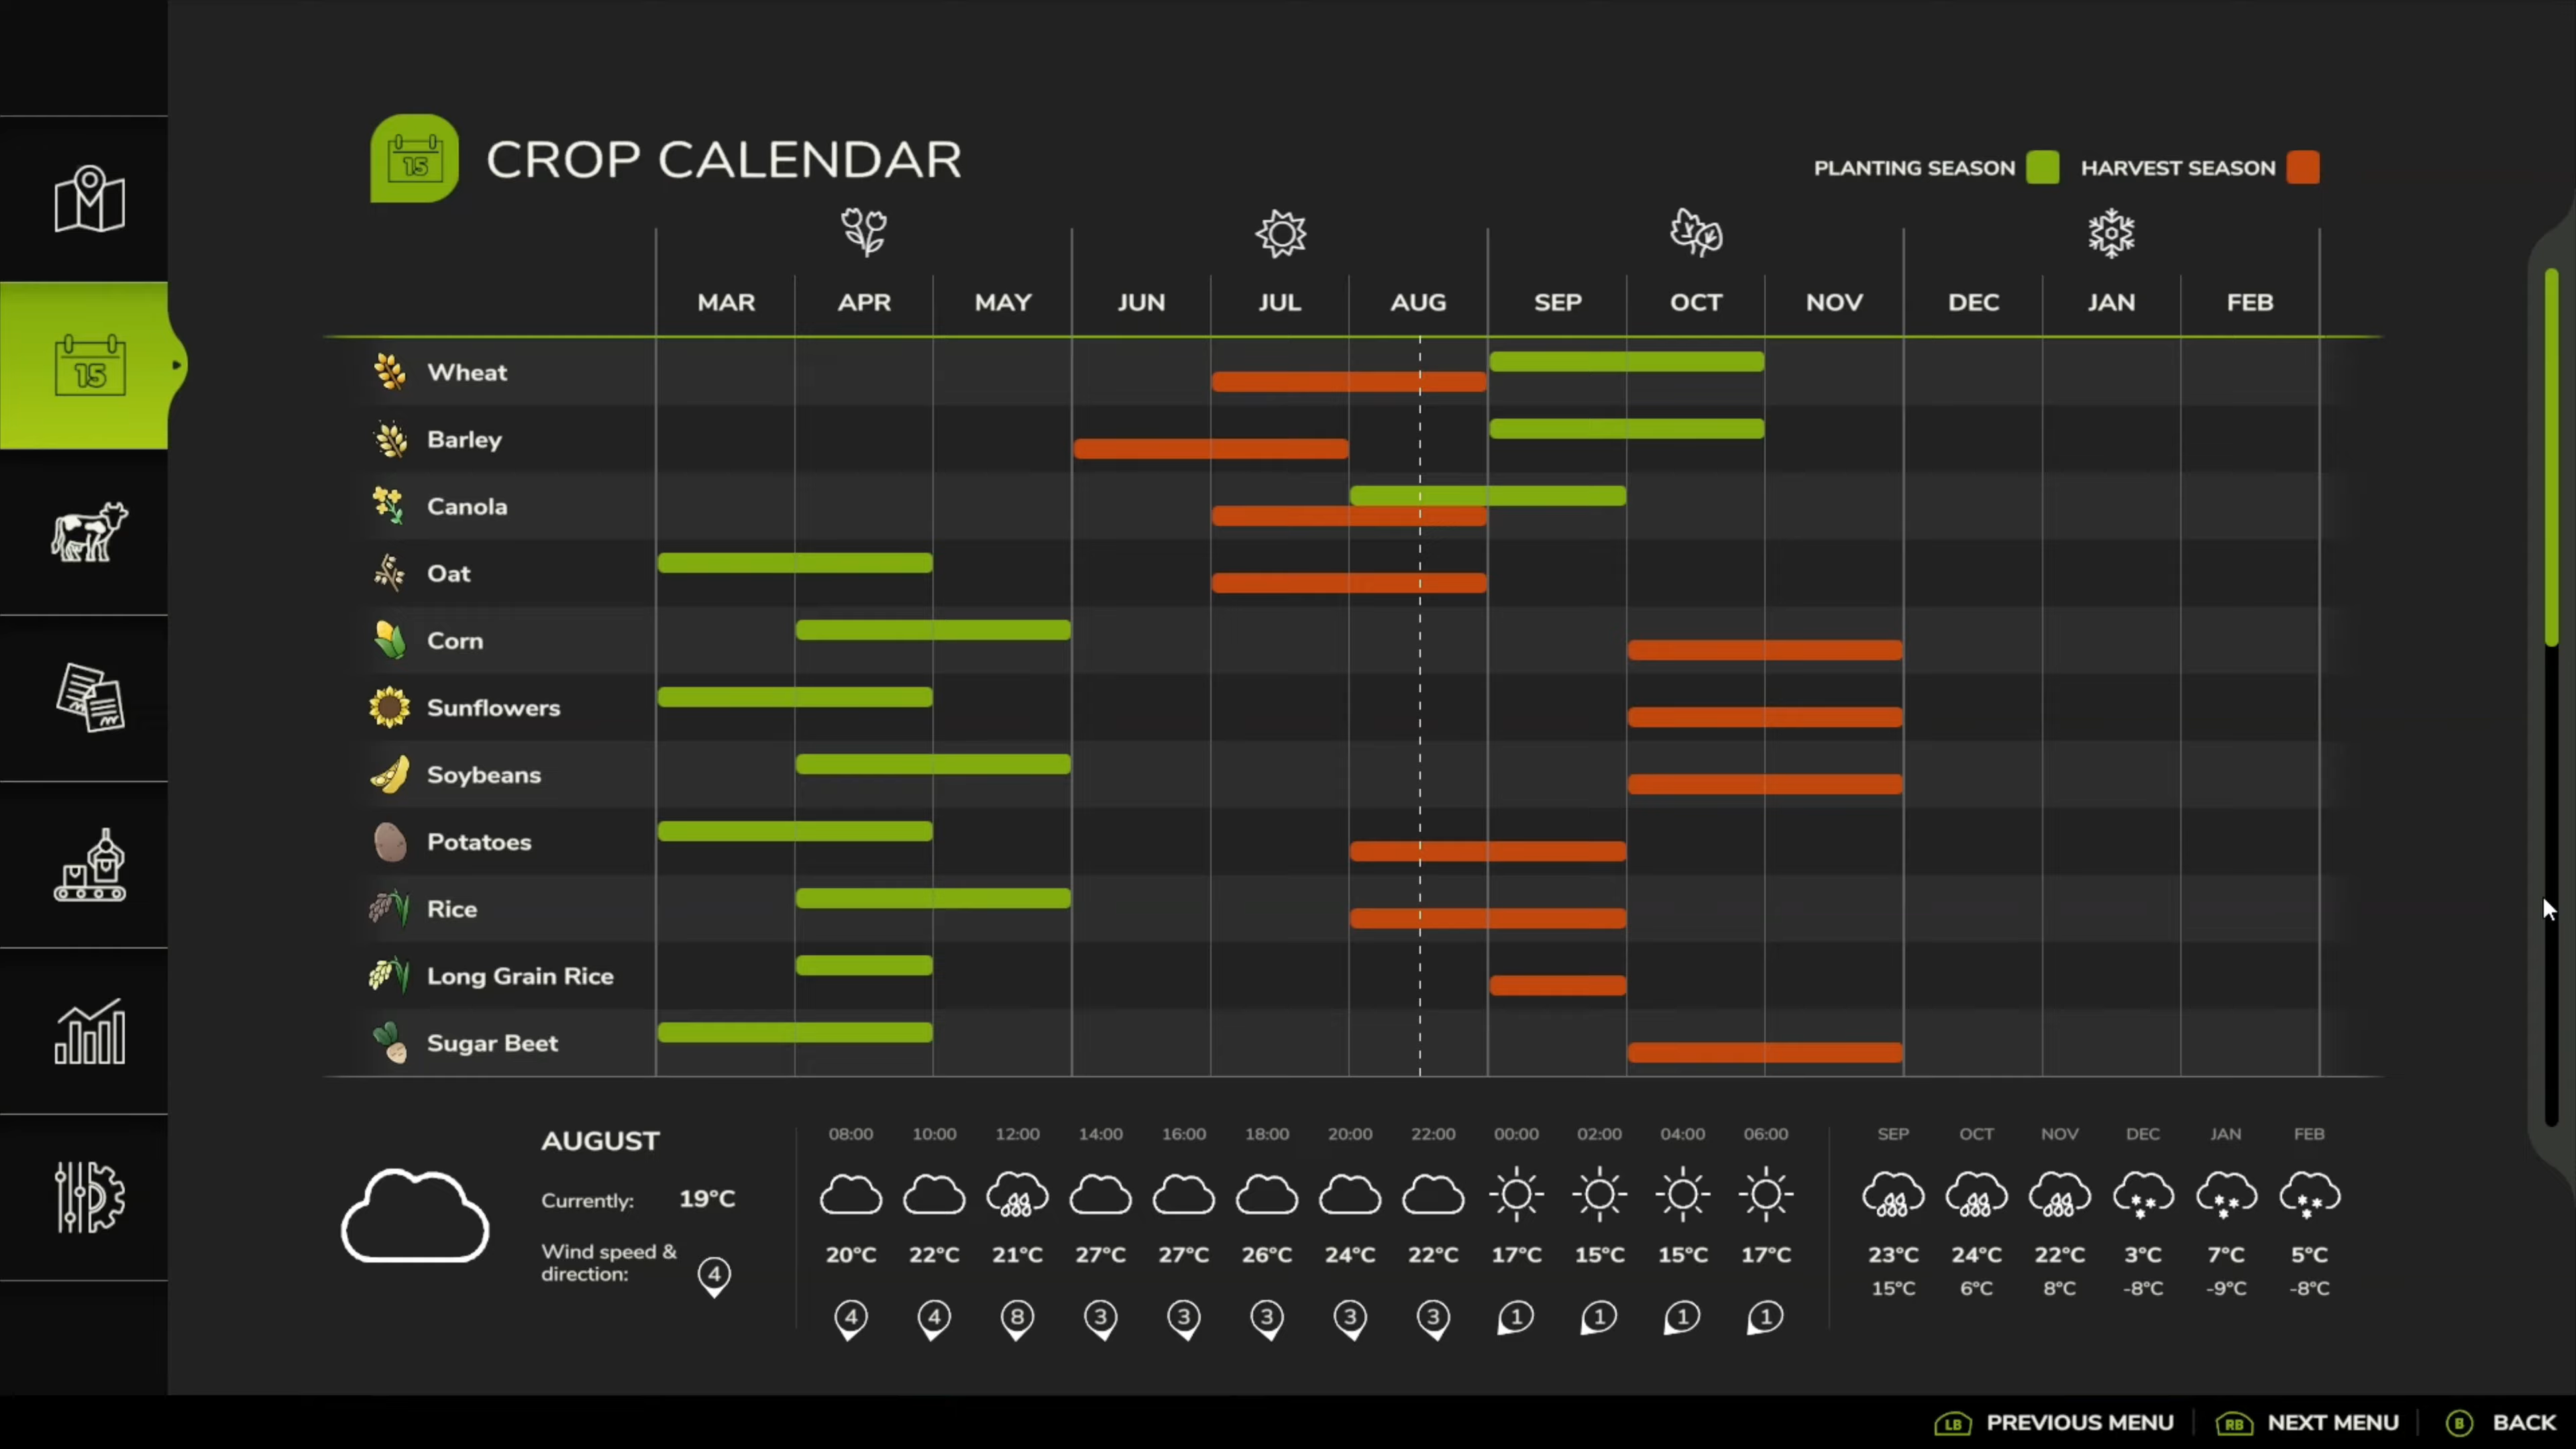 15
CROP CALENDAR
PLANTING SEASON
HARVEST SEASON
MAR APR MAY JUN JUL AUG SEP OCT NOV DEC JAN FEB
15
Wheat
Barley
Canola
Oat
Corn
Sunflowers
Soybeans
Potatoes
Rice
Long Grain Rice
Sugar Beet
AUGUST
Currently: 19°C
Wind speed &
direction: 4
08:00 10:00 12:00 14:00 16:00 18:00 20:00 22:00 00:00 02:00 04:00 06:00
20°C 22°C 21°C 27°C 27°C 26°C 24°C 22°C 17°C 15°C 15°C 17°C
4 4 8 3 3 3 3 3 1 1 1 1
SEP OCT NOV DEC JAN FEB
23°C 24°C 22°C 3°C 7°C 5°C
15°C 6°C 8°C -8°C -9°C -8°C
LB PREVIOUS MENU RB NEXT MENU B BACK